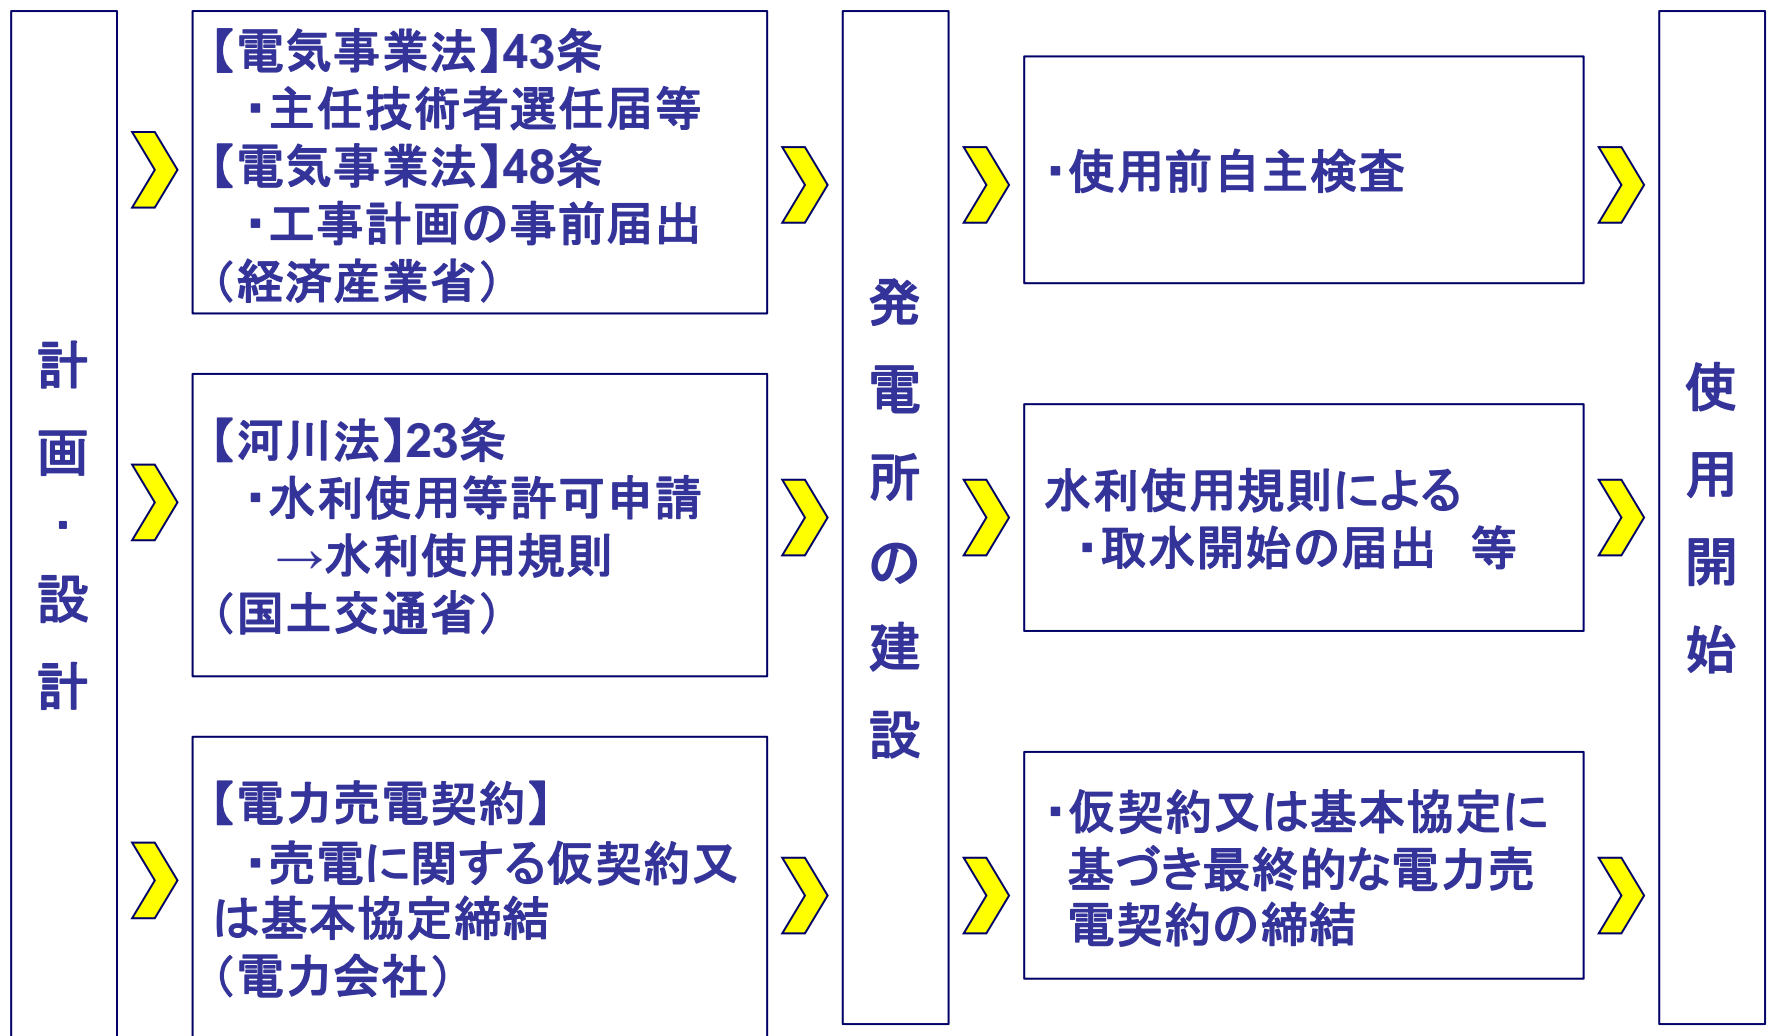 計画・設計
【電気事業法】43条
・主任技術者選任届等
【電気事業法】48条
・工事計画の事前届出
（経済産業省）
【河川法】23条
・水利使用等許可申請
→水利使用規則
（国土交通省）
【電力売電契約】
・売電に関する仮契約又
は基本協定締結
（電力会社）
発電所の建設
・使用前自主検査
水利使用規則による
・取水開始の届出　等
・仮契約又は基本協定に
基づき最終的な電力売
電契約の締結
使用開始